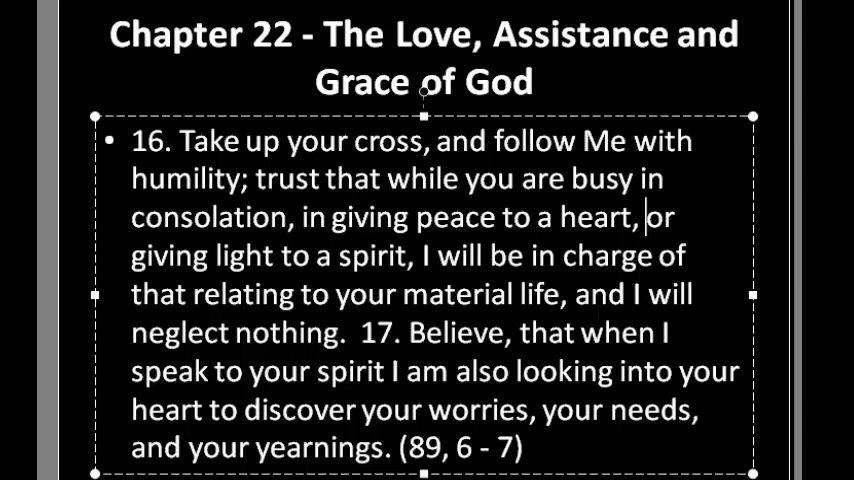 Chapter 22 - The Love, Assistance and
Grace of God
• 16. Take up your cross, and follow Me with
humility; trust that while you are busy in
consolation, in giving peace to a heart, or
giving light to a spirit, I will be in charge of
that relating to your material life, and I will
neglect nothing.  17. Believe, that when I
speak to your spirit I am also looking into your
heart to discover your worries, your needs,
and your yearnings. (89, 6 - 7)